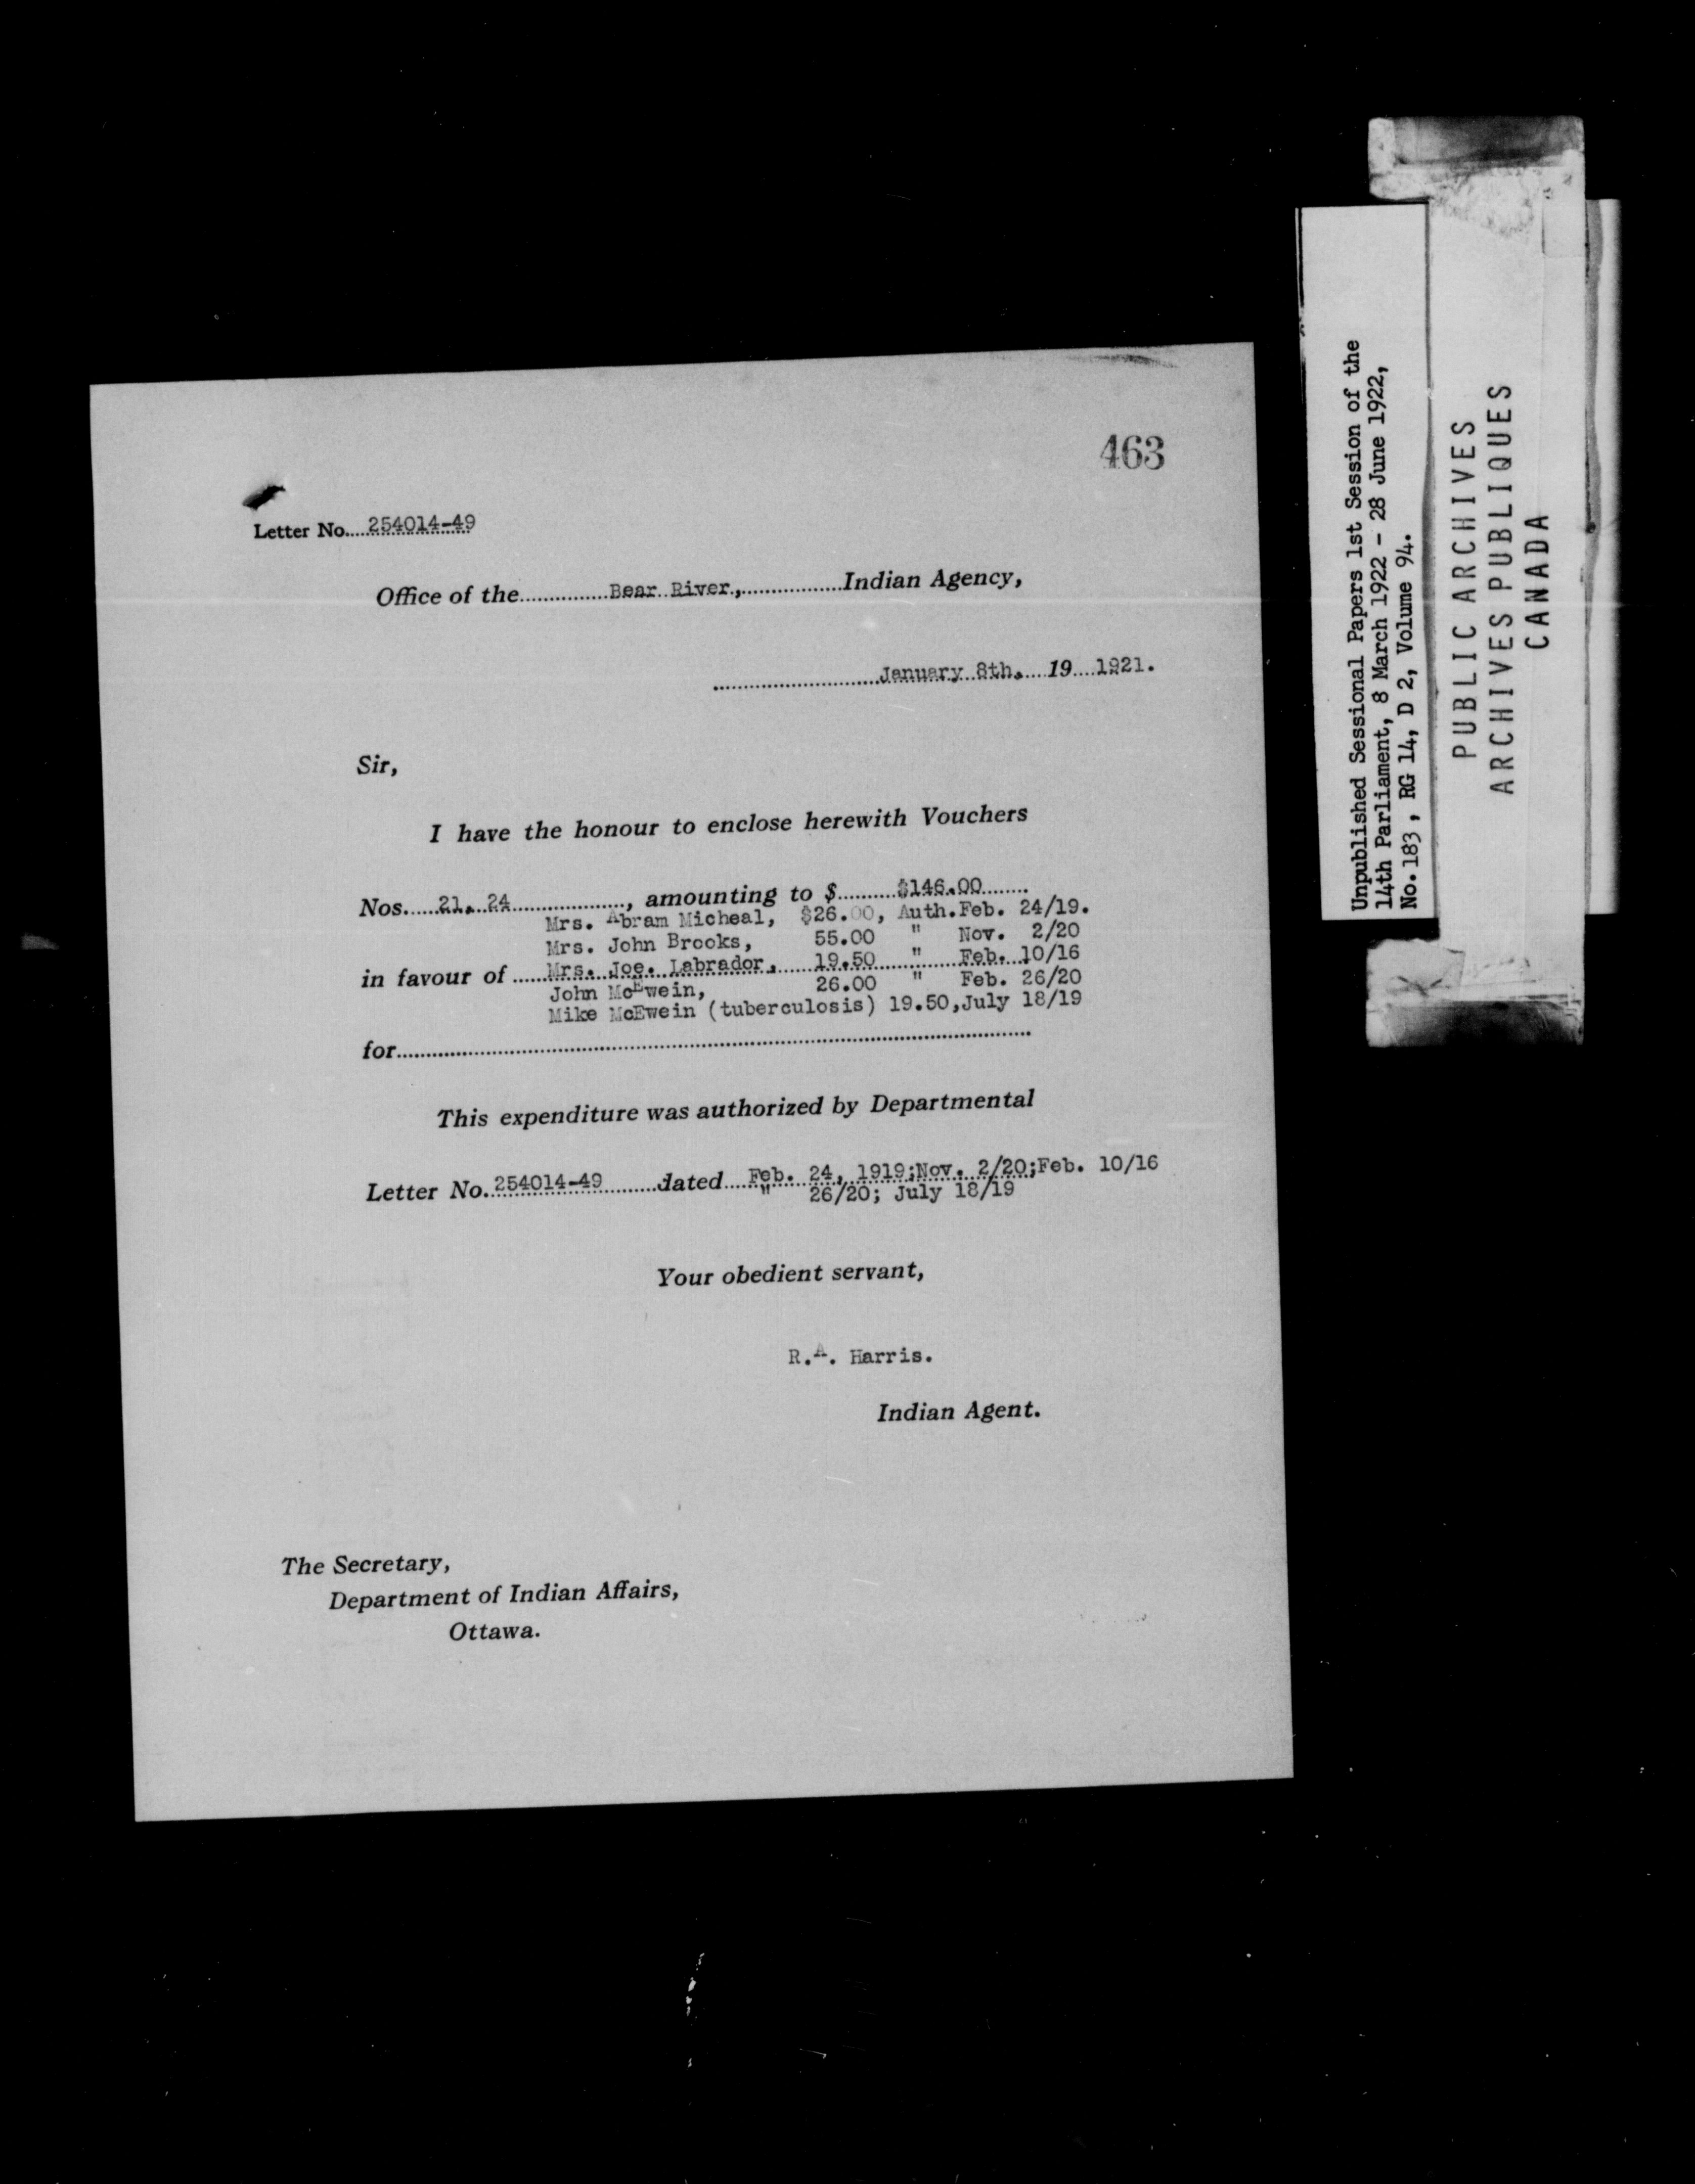 463
Letter No. 254014-49
Office of the Bear River, Indian Agency,
January 8th, 19 1921.
Sir,
I have the honour to enclose herewith Vouchers
Nos. 21, 24, amounting to $ $146.00
Mrs. Abram Micheal, $26.00, Auth. Feb. 24/19.
Mrs. John Brooks, 55.00 " Nov. 2/20
in favour of Mrs. Joe. Labrador, 19.50 " Feb. 10/16
John McEwein, 26.00 " Feb. 26/20
Mike McEwein (tuberculosis) 19.50, July 18/19
for
This expenditure was authorized by Departmental
Letter No. 254014-49 dated Feb. 24, 1919; Nov. 2/20; Feb. 10/16
" 26/20; July 18/19
Your obedient servant,
R.A. Harris.
Indian Agent.
The Secretary,
Department of Indian Affairs,
Ottawa.
Unpublished Sessional Papers 1st Session of the
14th Parliament, 8 March 1922 - 28 June 1922,
No. 183, RG 14, D 2, Volume 94.
PUBLIC ARCHIVES
ARCHIVES PUBLIQUES
CANADA